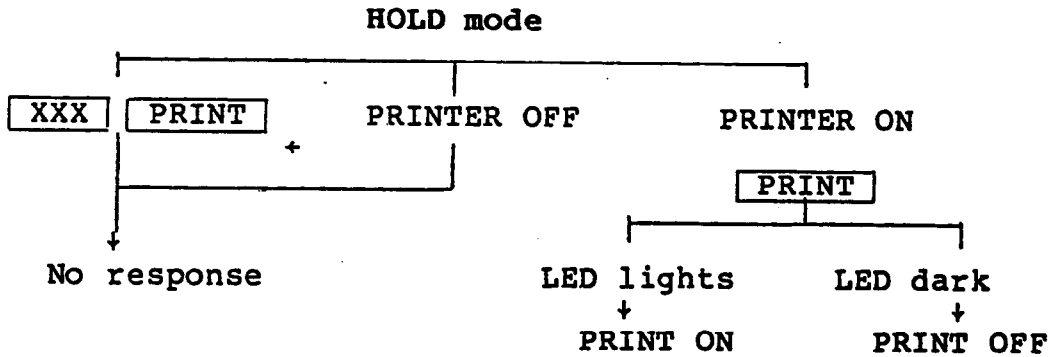 HOLD mode
XXX PRINT PRINTER OFF PRINTER ON
PRINT
No response LED lights LED dark
PRINT ON PRINT OFF